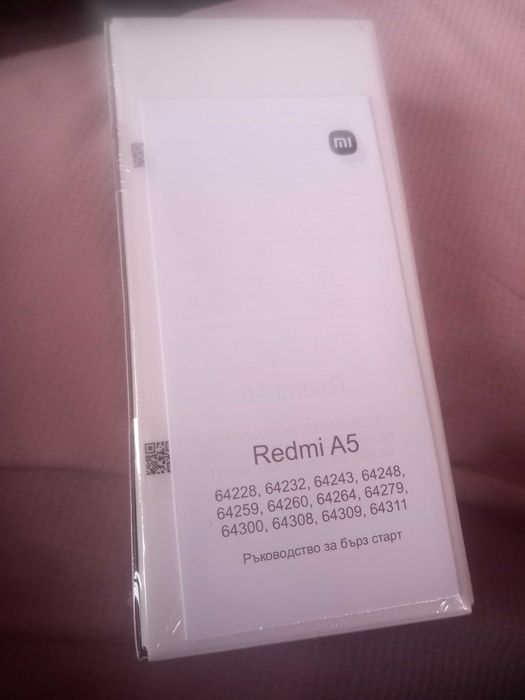 mi
Redmi A5
64228, 64232, 64243, 64248,
64259, 64260, 64264, 64279,
64300, 64308, 64309, 64311
Ръководство за бърз старт